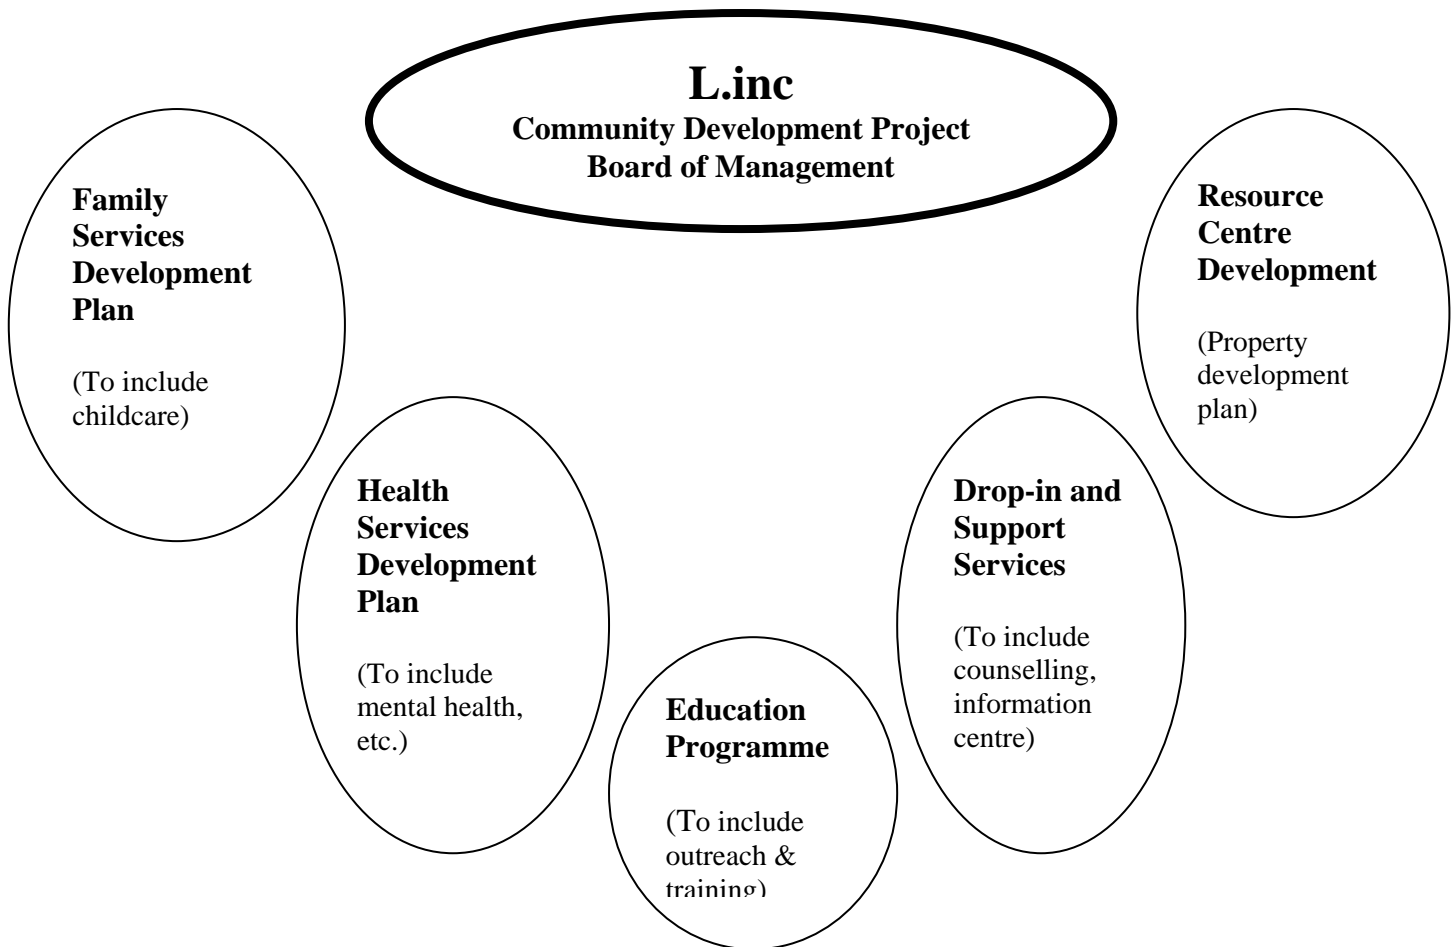 L.inc
Community Development Project
Board of Management
Family
Services
Development
Plan
(To include
childcare)
Health
Services
Development
Plan
(To include
mental health,
etc.)
Education
Programme
(To include
outreach &
training)
Drop-in and
Support
Services
(To include
counselling,
information
centre)
Resource
Centre
Development
(Property
development
plan)